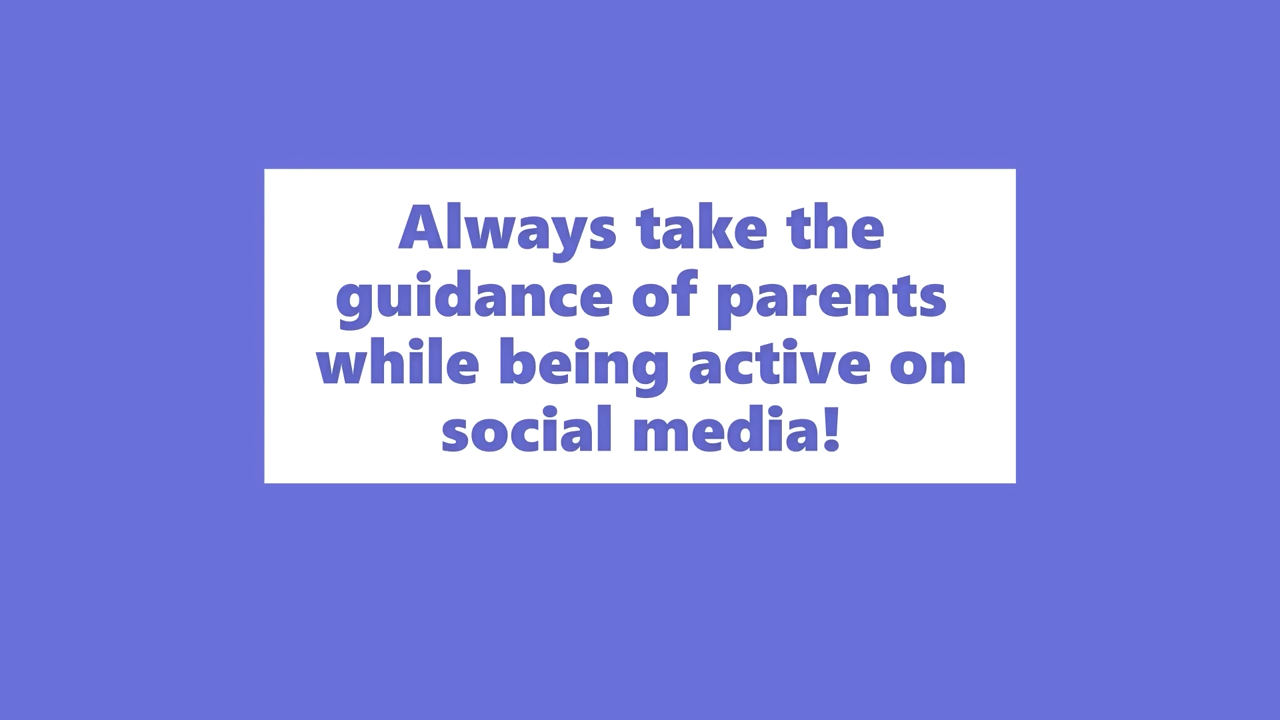 Always take the
guidance of parents
while being active on
social media!